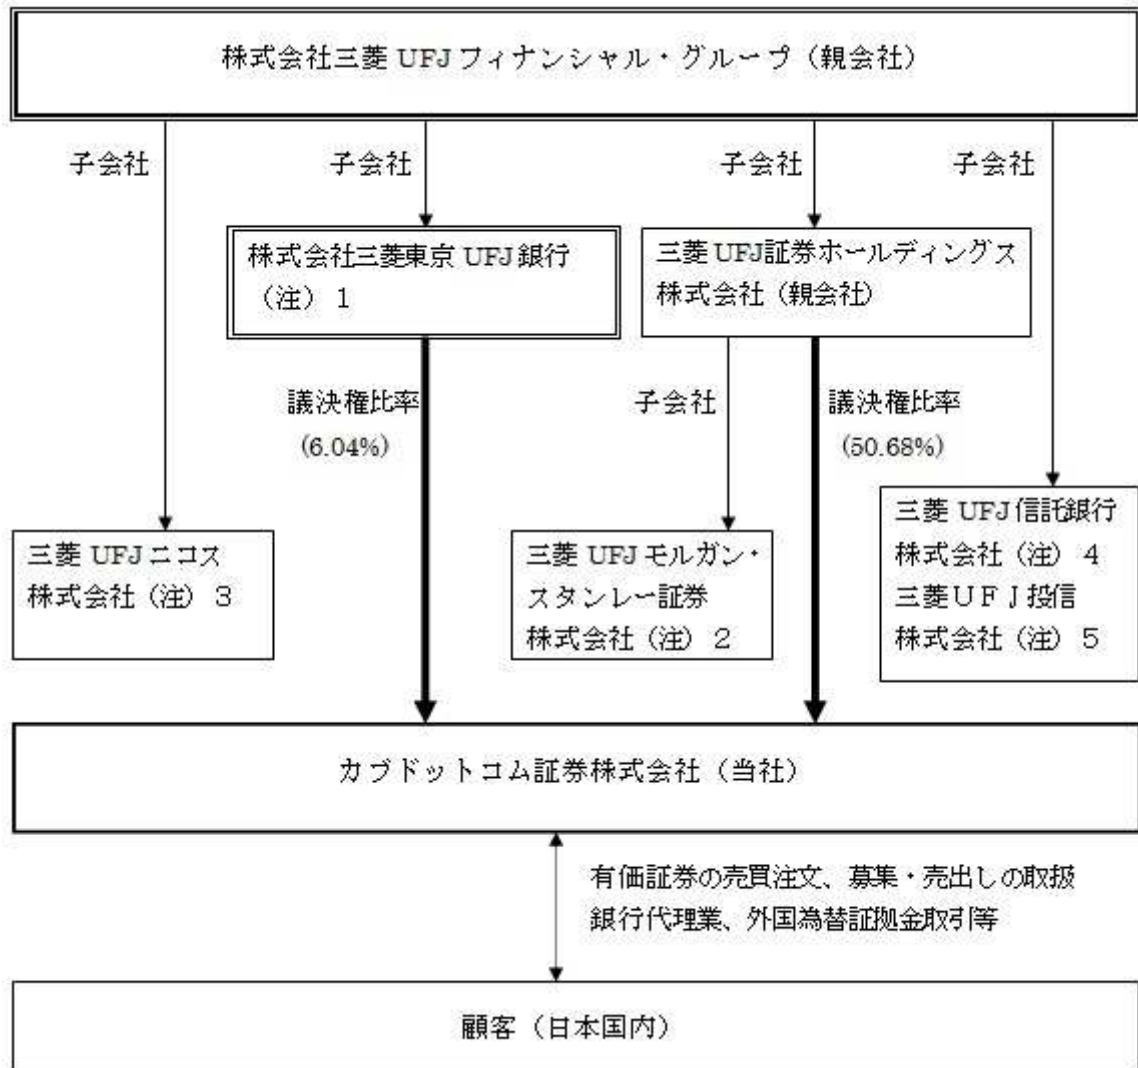 株式会社三菱 UFJ フィナンシャル・グループ（親会社）
子会社
子会社
子会社
子会社
株式会社三菱東京 UFJ 銀行
（注）1
三菱 UFJ証券ホールディングス
株式会社（親会社）
議決権比率
(6.04%)
子会社
議決権比率
(50.68%)
三菱 UFJ ニコス
株式会社（注）3
三菱 UFJ モルガン・
スタンレー証券
株式会社（注）2
三菱 UFJ 信託銀行
株式会社（注）4
三菱ＵＦＪ投信
株式会社（注）5
カブドットコム証券株式会社（当社）
有価証券の売買注文、募集・売出しの取扱
銀行代理業、外国為替証拠金取引等
顧客（日本国内）